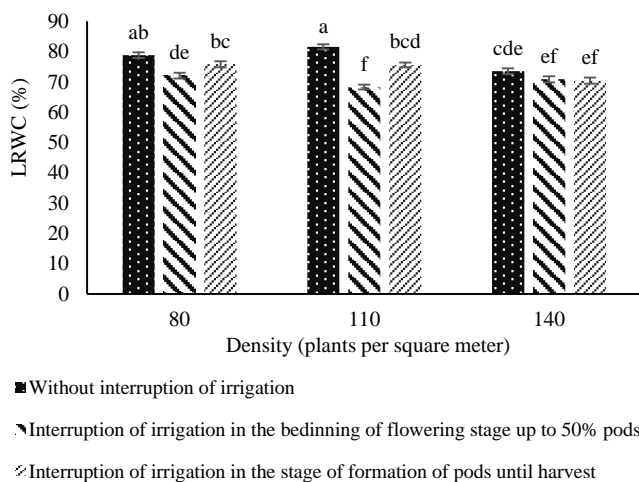 90
80
70
60
50
40
30
20
10
0
LRWC (%)
ab
de
bc
a
f
bcd
cde
ef
ef
80
110
140
Density (plants per square meter)
Without interruption of irrigation
Interruption of irrigation in the bedinning of flowering stage up to 50% pods
Interruption of irrigation in the stage of formation of pods until harvest